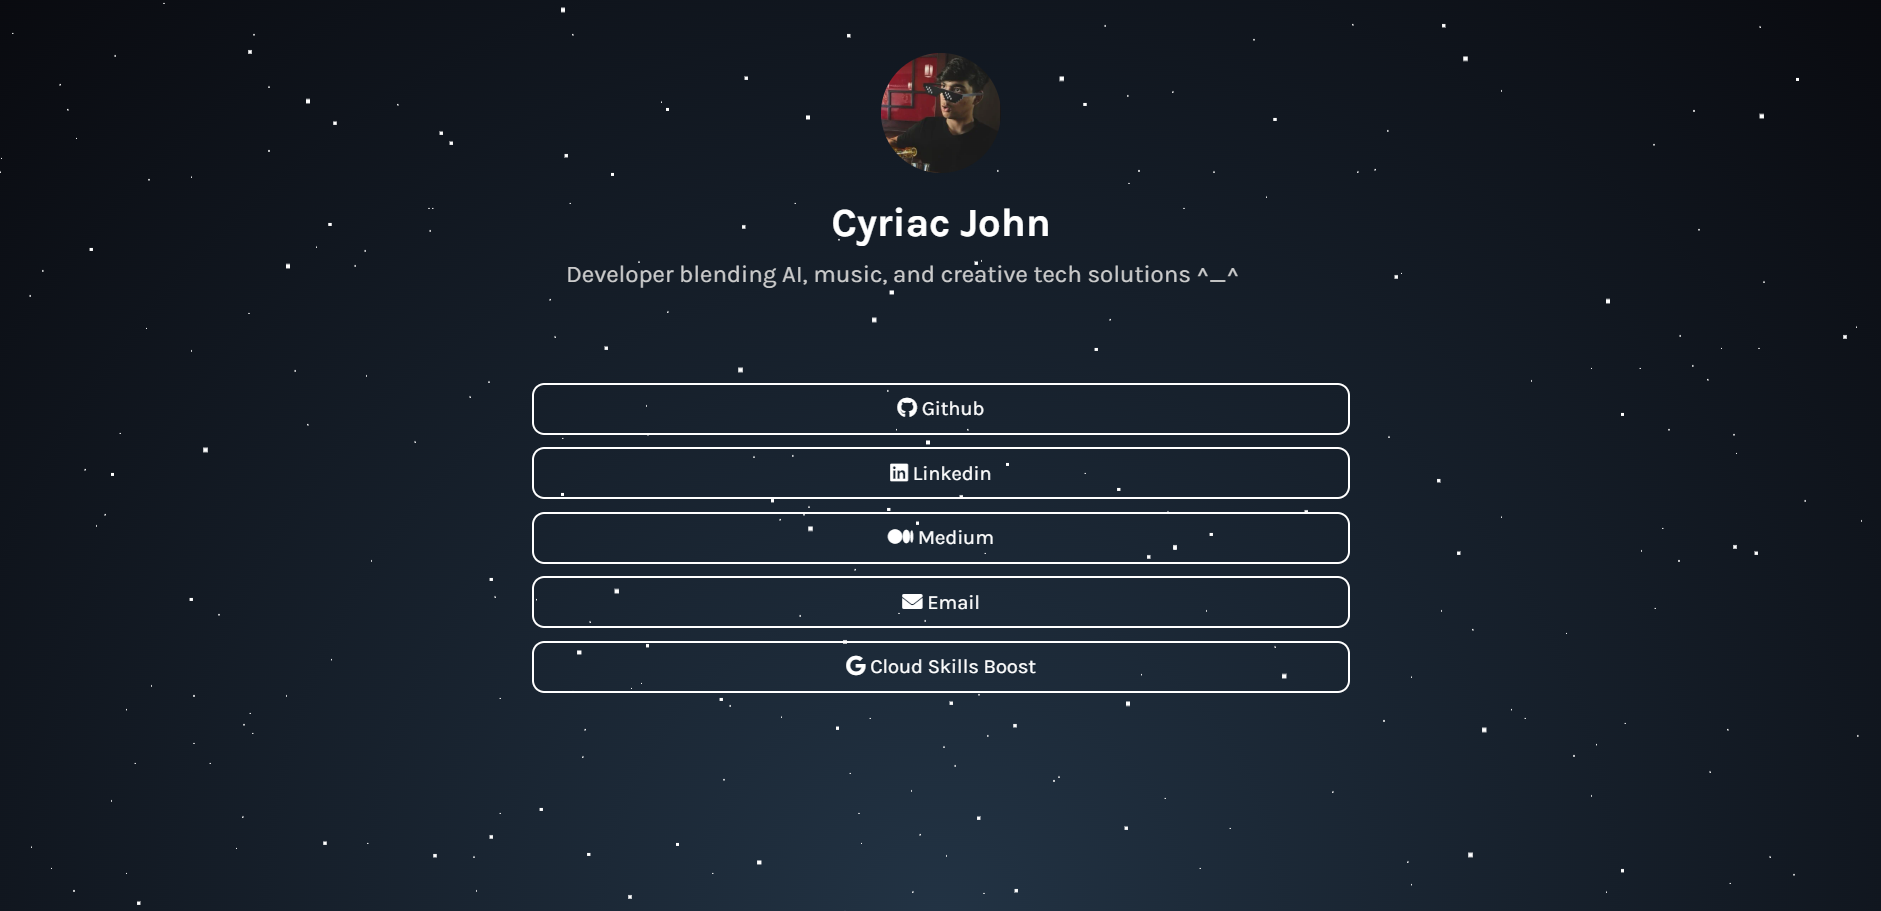 Cyriac John
Developer blending AI, music, and creative tech solutions ^_^
Github
Linkedin
Medium
Email
Cloud Skills Boost